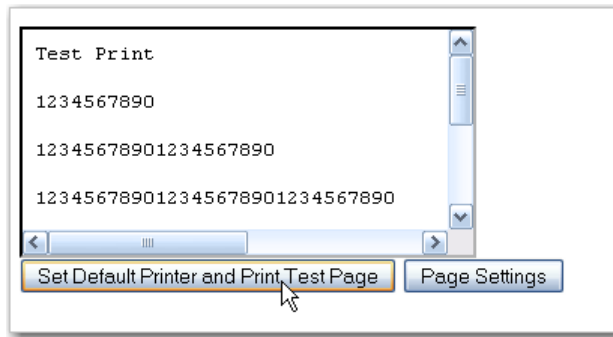 Test Print
1234567890
12345678901234567890
123456789012345678901234567890
Set Default Printer and Print Test Page
Page Settings